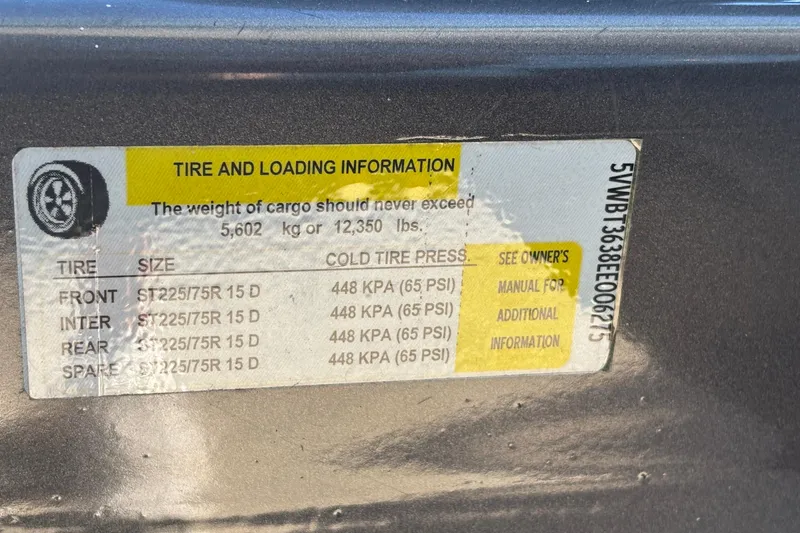 TIRE AND LOADING INFORMATION
The weight of cargo should never exceed
5,602 kg or 12,350 lbs.
TIRE SIZE COLD TIRE PRESS.
FRONT ST225/75R 15 D 448 KPA (65 PSI)
INTER ST225/75R 15 D 448 KPA (65 PSI)
REAR ST225/75R 15 D 448 KPA (65 PSI)
SPARE ST225/75R 15 D 448 KPA (65 PSI)
SEE OWNER'S
MANUAL FOR
ADDITIONAL
INFORMATION
5VWBT3638EE006275